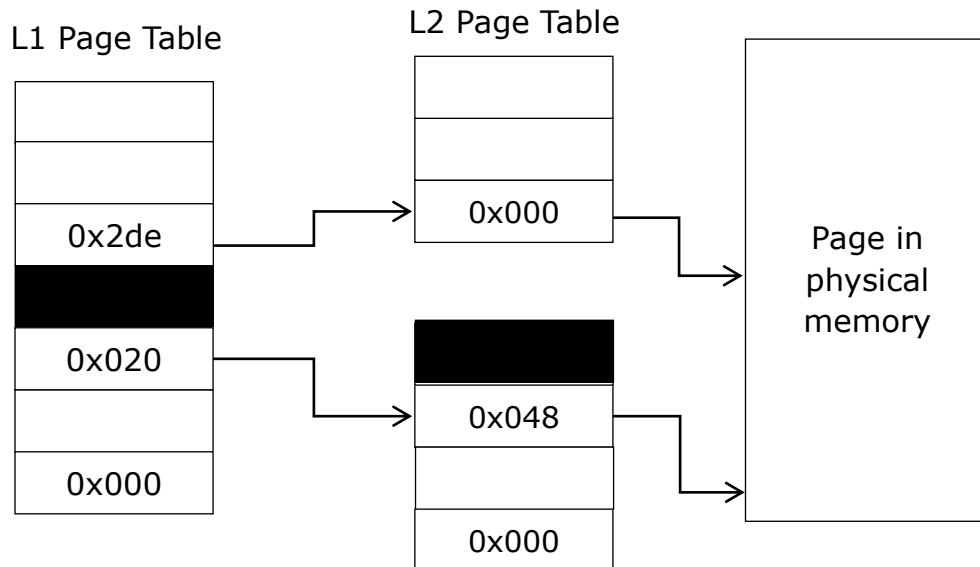 L1 Page Table
L2 Page Table
0x2de
0x020
0x000
0x000
0x048
0x000
Page in
physical
memory